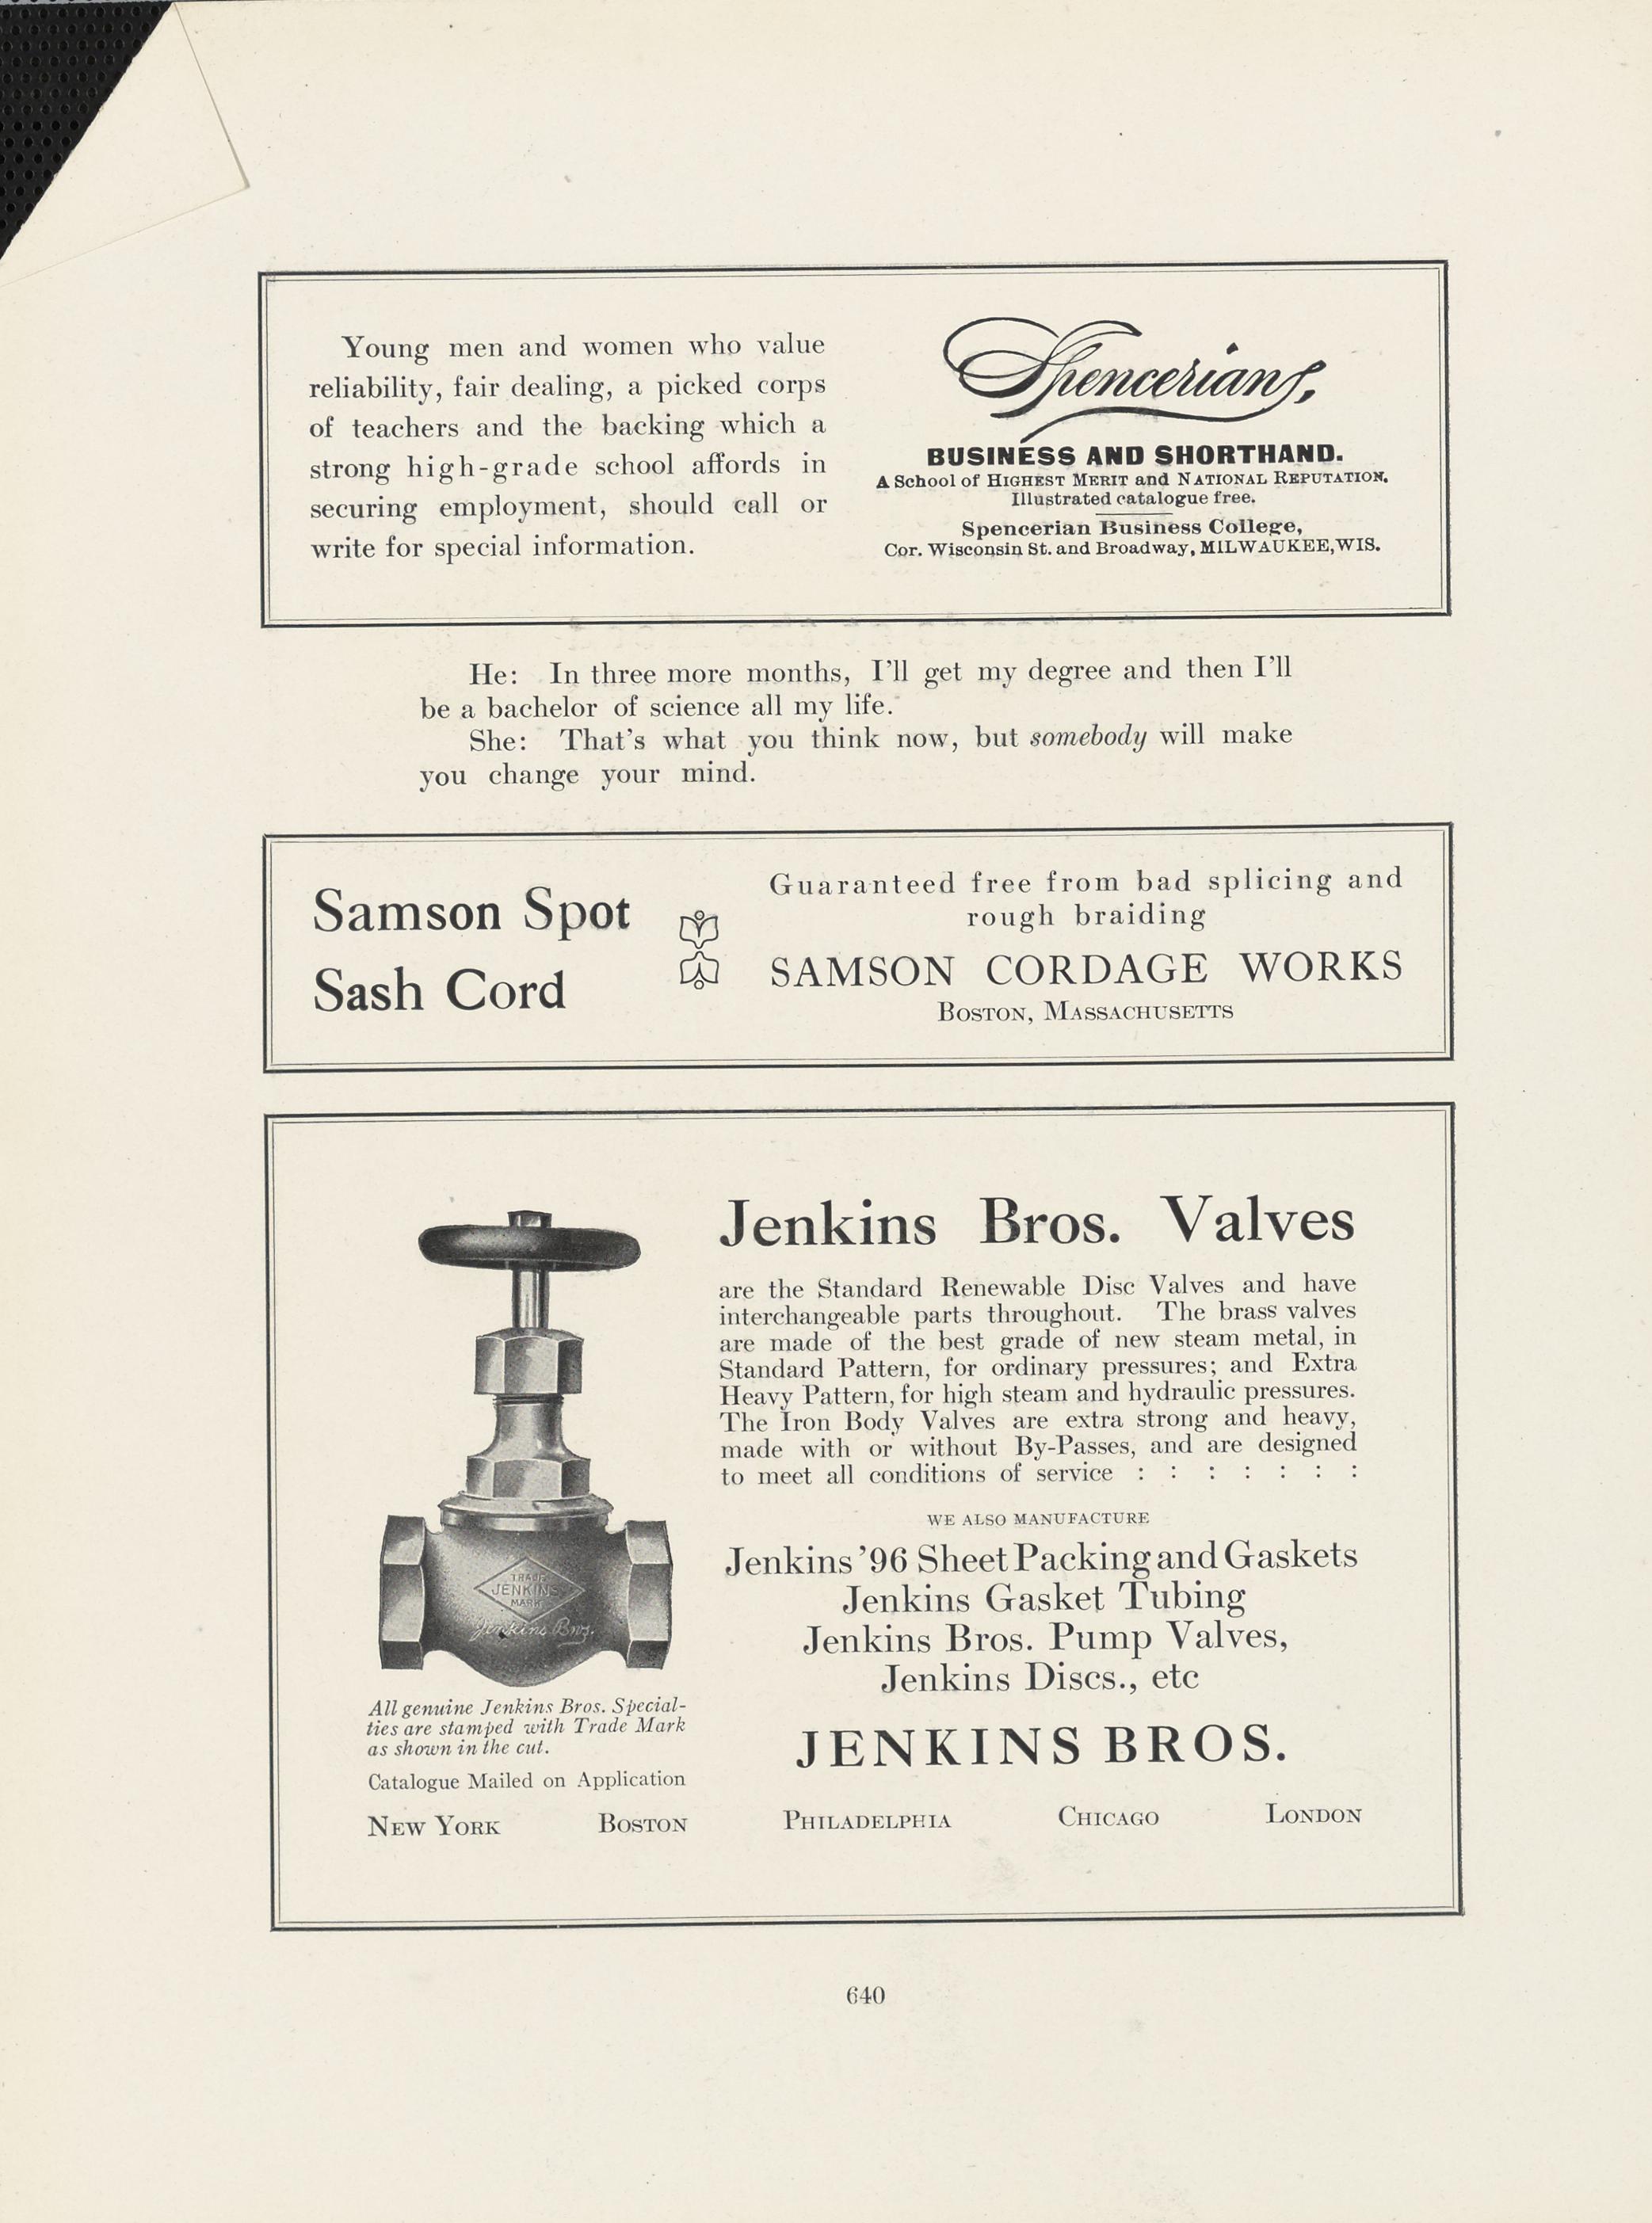 Young men and women who value
reliability, fair dealing, a picked corps
of teachers and the backing which a
strong high-grade school affords in
securing employment, should call or
write for special information.
Spencerian
BUSINESS AND SHORTHAND.
A School of HIGHEST MERIT and NATIONAL REPUTATION.
Illustrated catalogue free.
Spencerian Business College,
Cor. Wisconsin St. and Broadway, MILWAUKEE, WIS.
He: In three more months, I'll get my degree and then I'll
be a bachelor of science all my life.
She: That's what you think now, but somebody will make
you change your mind.
Samson Spot
Sash Cord
Guaranteed free from bad splicing and
rough braiding
SAMSON CORDAGE WORKS
BOSTON, MASSACHUSETTS
Jenkins Bros. Valves
are the Standard Renewable Disc Valves and have
interchangeable parts throughout. The brass valves
are made of the best grade of new steam metal, in
Standard Pattern, for ordinary pressures; and Extra
Heavy Pattern, for high steam and hydraulic pressures.
The Iron Body Valves are extra strong and heavy,
made with or without By-Passes, and are designed
to meet all conditions of service : : : : : : :
WE ALSO MANUFACTURE
Jenkins '96 Sheet Packing and Gaskets
Jenkins Gasket Tubing
Jenkins Bros. Pump Valves,
Jenkins Discs., etc
JENKINS BROS.
TRADE
JENKINS
MARK
Jenkins Bros.
All genuine Jenkins Bros. Special-
ties are stamped with Trade Mark
as shown in the cut.
Catalogue Mailed on Application
NEW YORK BOSTON PHILADELPHIA CHICAGO LONDON
640